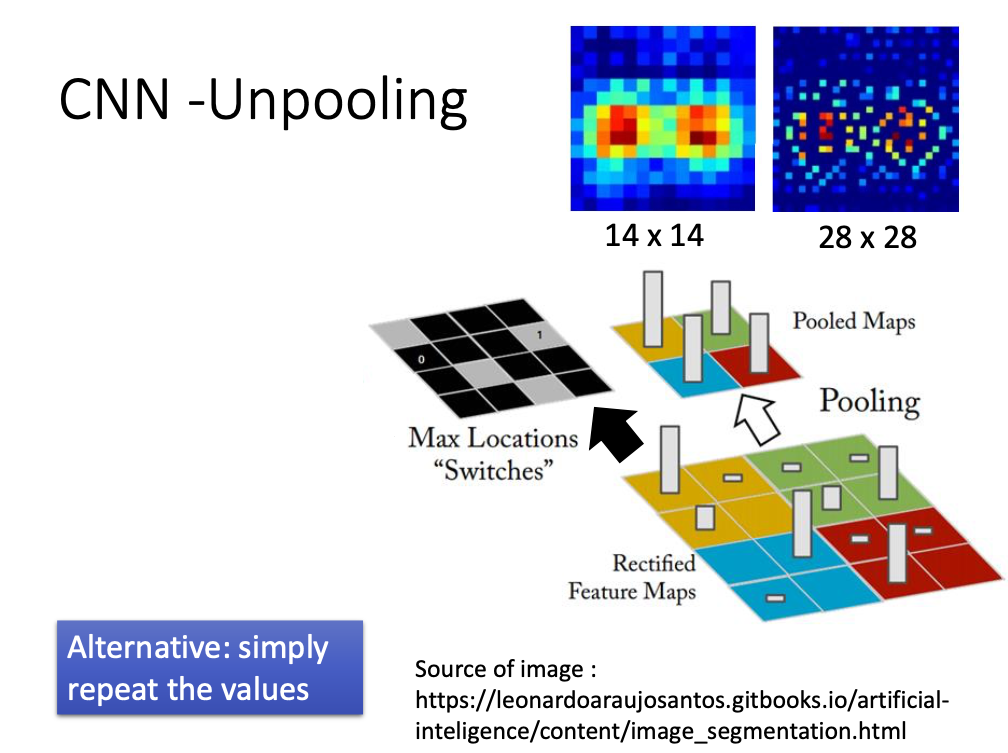 CNN -Unpooling
14 x 14
28 x 28
Pooled Maps
Pooling
1
0
Max Locations
“Switches”
Rectified
Feature Maps
Alternative: simply
repeat the values
Source of image :
https://leonardoaraujosantos.gitbooks.io/artificial-
inteligence/content/image_segmentation.html